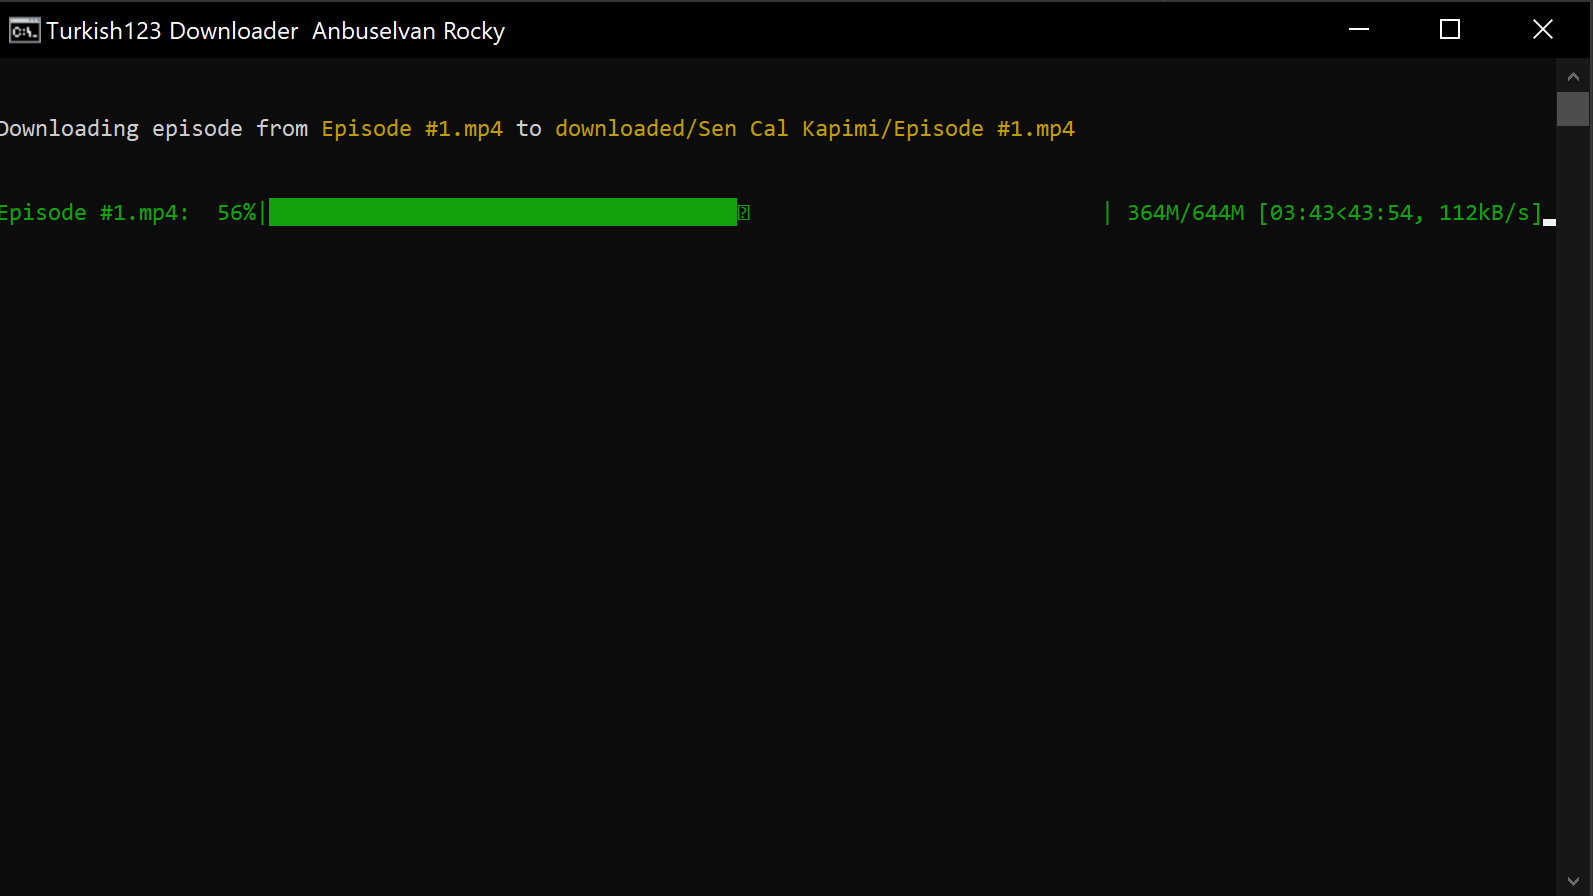 Turkish123 Downloader  Anbuselvan Rocky
Downloading episode from Episode #1.mp4 to downloaded/Sen Cal Kapimi/Episode #1.mp4
Episode #1.mp4:  56%| | 364M/644M [03:43<43:54, 112kB/s]